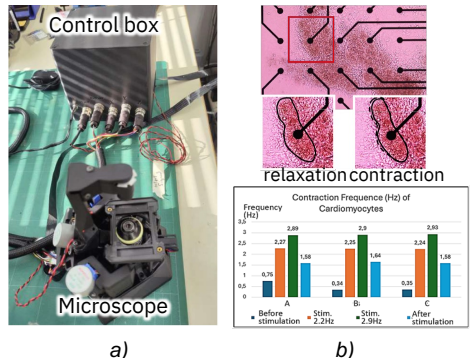 Control box
Microscope
a)
relaxation contraction
Contraction Frequence (Hz) of
Cardiomyocytes
Frequency
(Hz)
3,5
3
2,5
2
1,5
1
0,5
0
0,75 2,27 2,89 1,58
0,34 2,25 2,9 1,64
0,35 2,24 2,93 1,58
A B C
Before stimulation Stim. 2.2Hz Stim. 2.9Hz After stimulation
b)